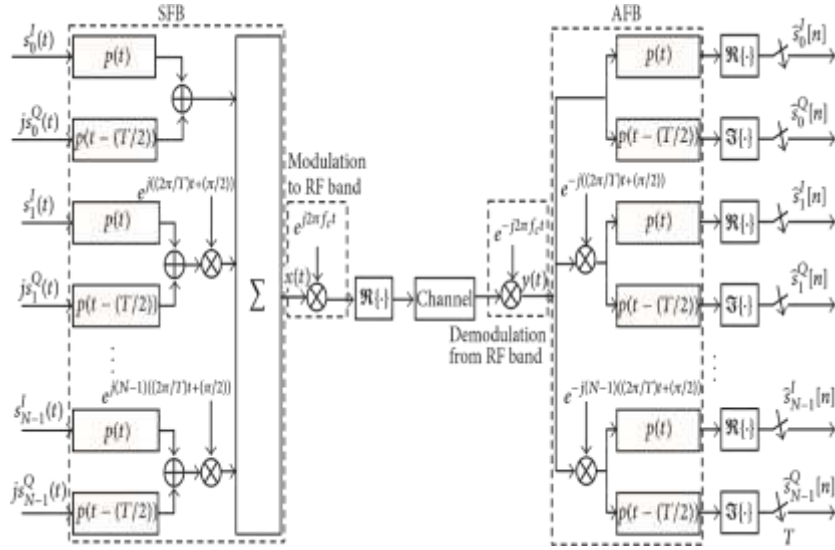 SFB
AFB
s_0^I(t)
p(t)
js_0^Q(t)
p(t − (T/2))
e^{j((2π/T)t+(π/2))}
s_1^I(t)
p(t)
js_1^Q(t)
p(t − (T/2))
⋮
e^{j(N−1)((2π/T)t+(π/2))}
s_{N−1}^I(t)
p(t)
js_{N−1}^Q(t)
p(t − (T/2))
Σ
Modulation
to RF band
e^{j2πf_ct}
x(t)
ℜ{·}
Channel
e^{−j2πf_ct}
y(t)
Demodulation
from RF band
p(t)
ℜ{·}
ŝ_0^I[n]
p(t − (T/2))
ℑ{·}
ŝ_0^Q[n]
e^{−j((2π/T)t+(π/2))}
p(t)
ℜ{·}
ŝ_1^I[n]
p(t − (T/2))
ℑ{·}
ŝ_1^Q[n]
⋮
e^{−j(N−1)((2π/T)t+(π/2))}
p(t)
ℜ{·}
ŝ_{N−1}^I[n]
p(t − (T/2))
ℑ{·}
ŝ_{N−1}^Q[n]
T